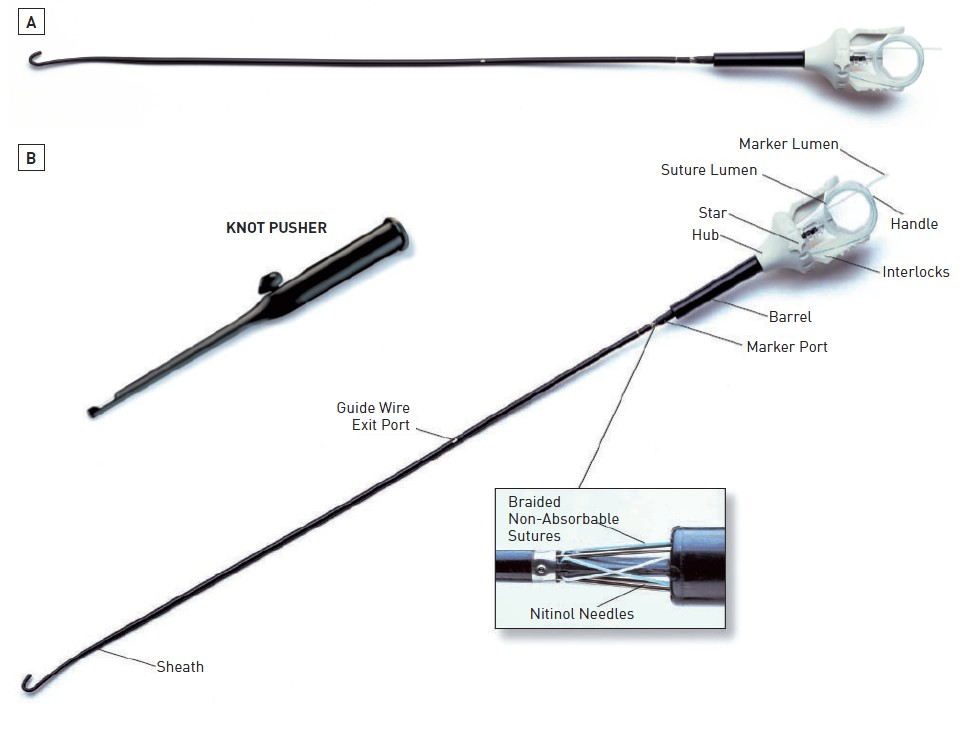 A
B
KNOT PUSHER
Marker Lumen
Suture Lumen
Star
Hub
Handle
Interlocks
Barrel
Marker Port
Guide Wire
Exit Port
Braided
Non-Absorbable
Sutures
Nitinol Needles
Sheath